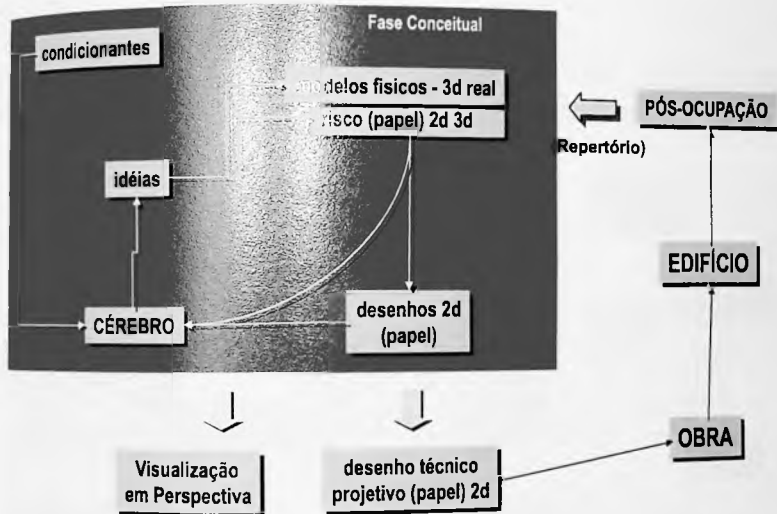 Fase Conceitual
condicionantes
modelos fisicos - 3d real
risco (papel) 2d 3d
PÓS-OCUPAÇÃO
(Repertório)
idéias
EDIFÍCIO
CÉREBRO
desenhos 2d
(papel)
OBRA
Visualização
em Perspectiva
desenho técnico
projetivo (papel) 2d